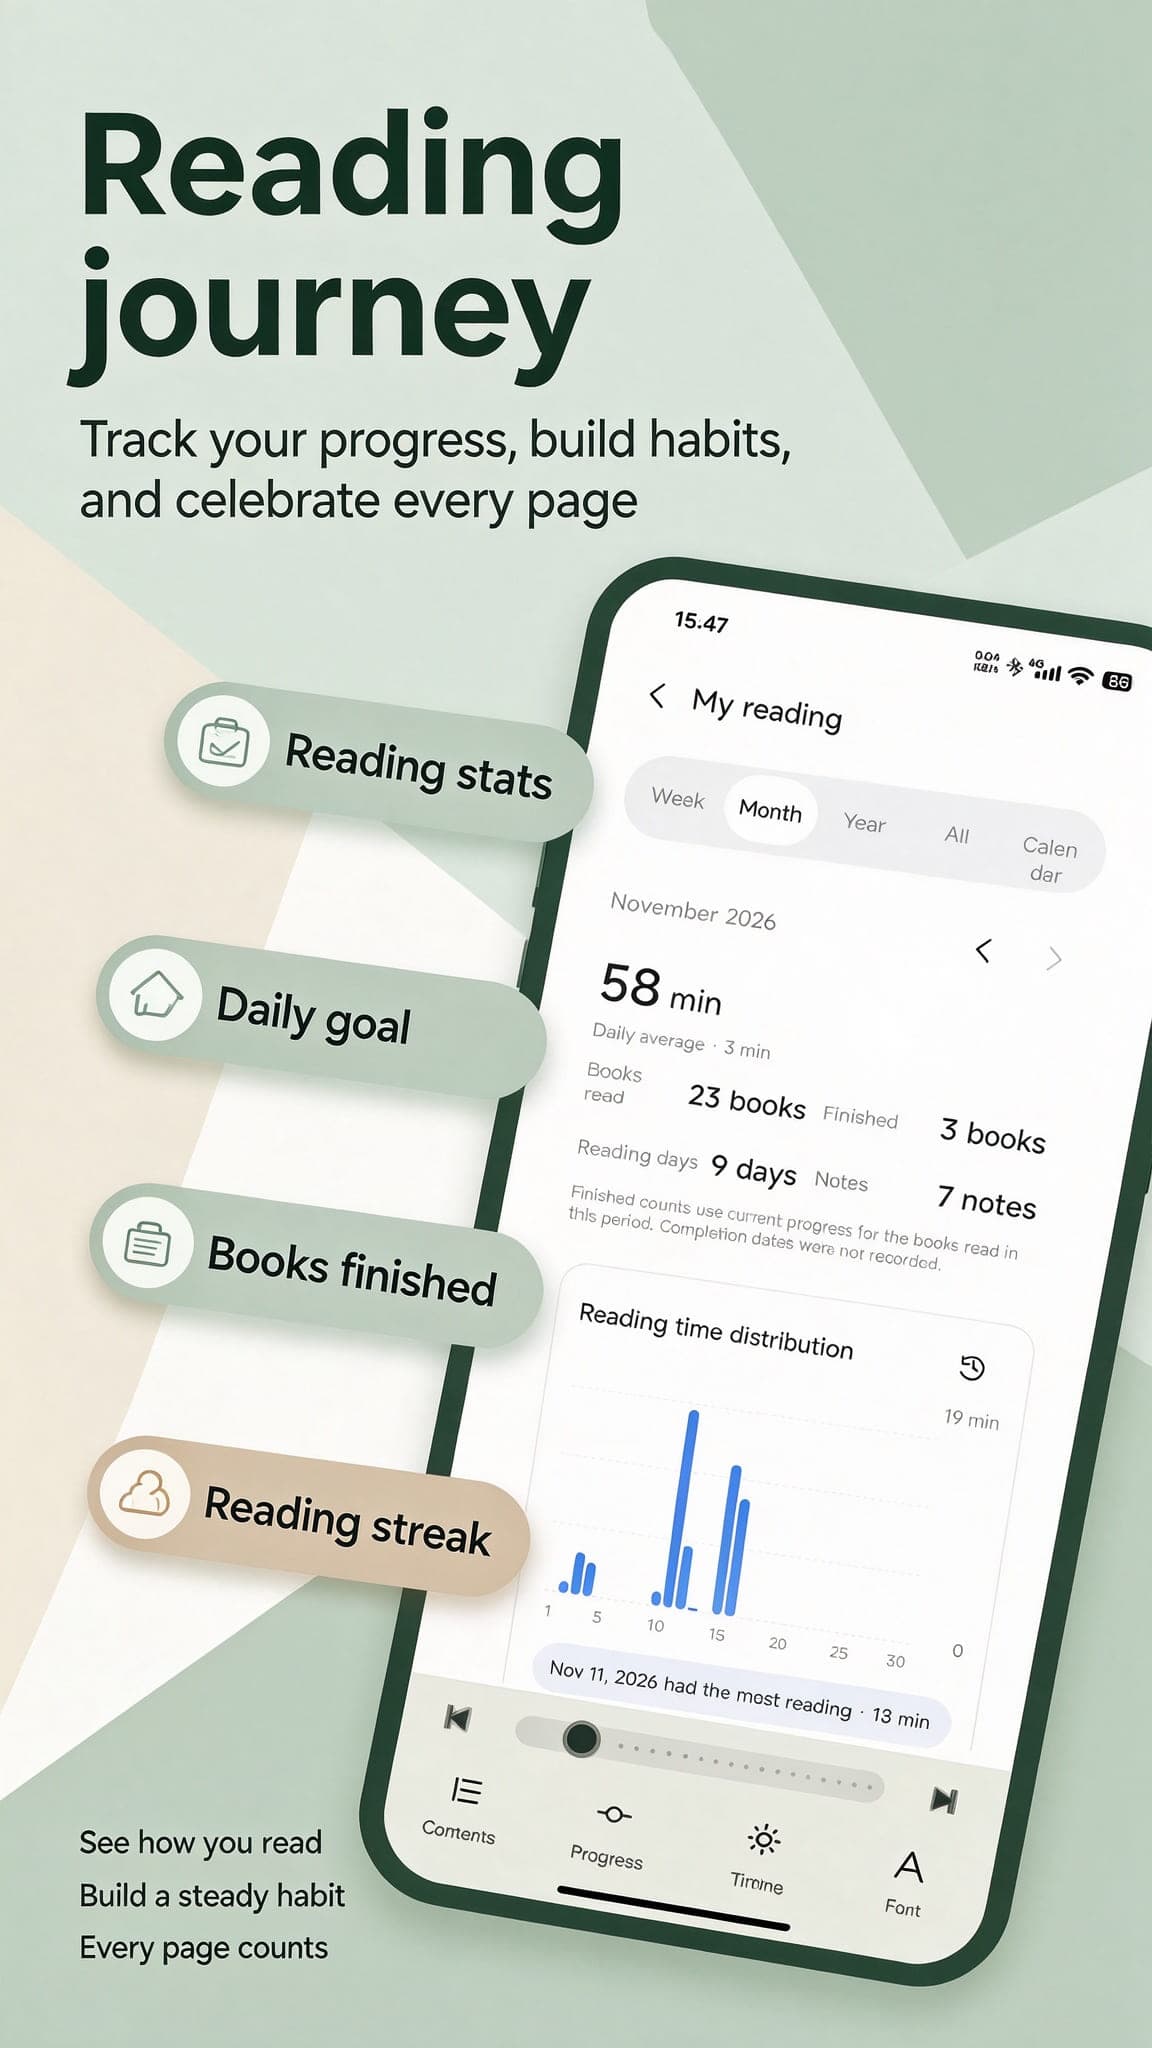 Reading
journey
Track your progress, build habits,
and celebrate every page
15.47
4G
86
My reading
Week
Month
Year
All
Calen
dar
November 2026
58 min
Daily average · 3 min
Books
read
23 books
Finished
3 books
Reading days
9 days
Notes
7 notes
Finished counts use current progress for the books read in
this period. Completion dates were not recorded.
Reading time distribution
19 min
1
5
10
15
20
25
30
0
Nov 11, 2026 had the most reading · 13 min
Contents
Progress
Font
Reading stats
Daily goal
Books finished
Reading streak
See how you read
Build a steady habit
Every page counts